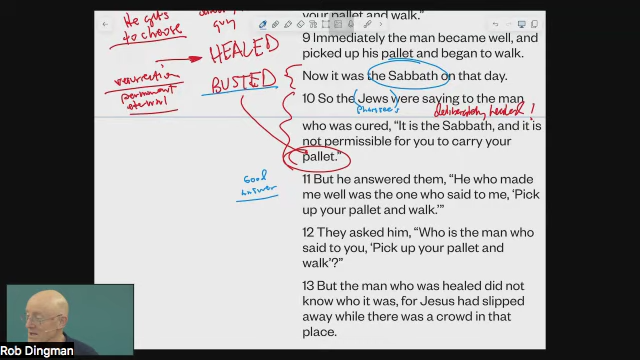 your pallet and walk."
He gets
to choose
guy
HEALED
9 Immediately the man became well, and
picked up his pallet and began to walk.
resurrection
permanent
eternal
BUSTED
Now it was the Sabbath on that day.
10 So the Jews were saying to the man
Pharisee's
deliberately healed!
who was cured, "It is the Sabbath, and it is
not permissible for you to carry your
pallet."
Good
answer
11 But he answered them, "He who made
me well was the one who said to me, 'Pick
up your pallet and walk.'"
12 They asked him, "Who is the man who
said to you, 'Pick up your pallet and
walk'?"
13 But the man who was healed did not
know who it was, for Jesus had slipped
away while there was a crowd in that
place.
Rob Dingman